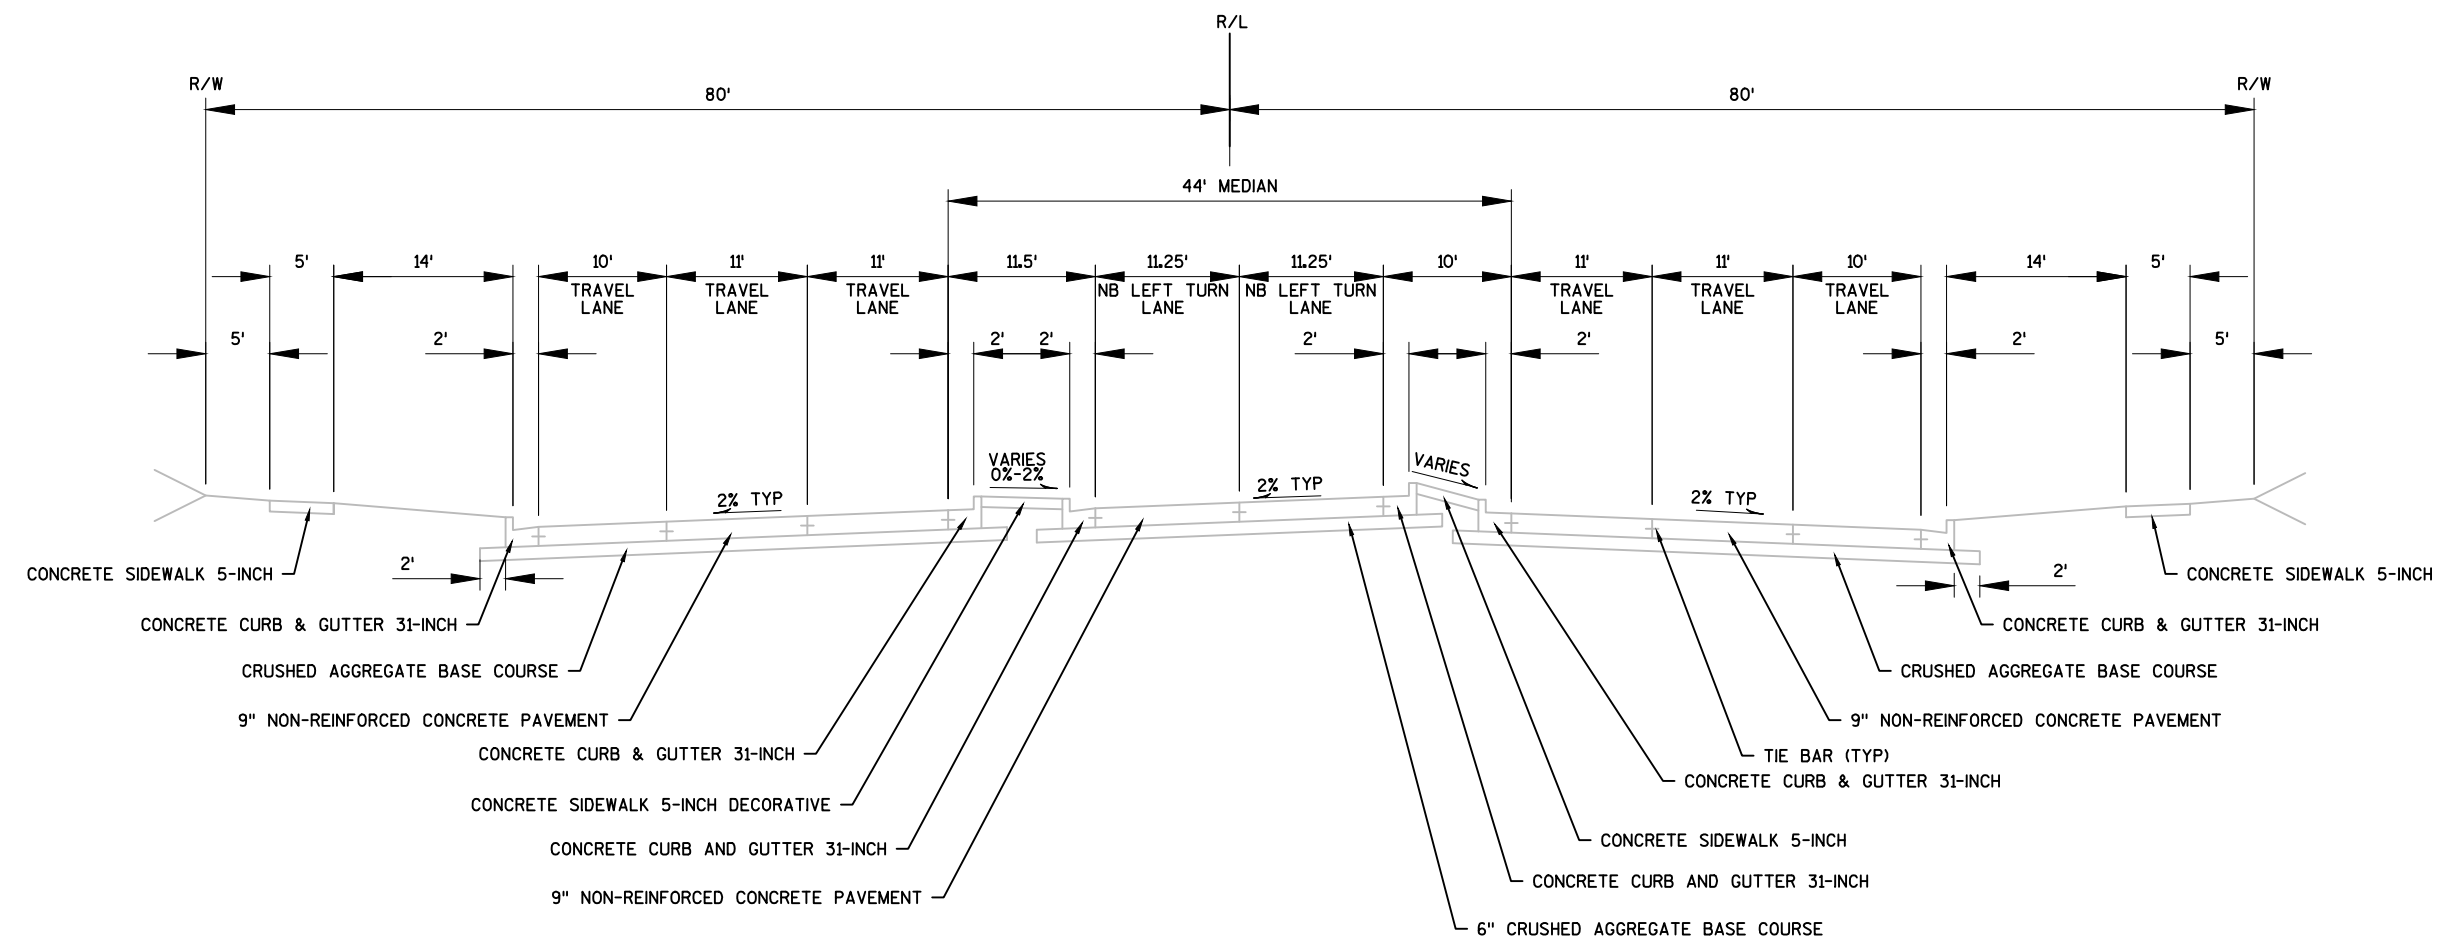 R/L
R/W
R/W
80'
80'
44' MEDIAN
5'
14'
10'
11'
11'
11.5'
11.25'
11.25'
10'
11'
11'
10'
14'
5'
TRAVEL
LANE
TRAVEL
LANE
TRAVEL
LANE
NB LEFT TURN
LANE
NB LEFT TURN
LANE
TRAVEL
LANE
TRAVEL
LANE
TRAVEL
LANE
5'
2'
2'
2'
2'
2'
2'
5'
VARIES
0%-2%
VARIES
2% TYP
2% TYP
2% TYP
2'
2'
CONCRETE SIDEWALK 5-INCH
CONCRETE SIDEWALK 5-INCH
CONCRETE CURB & GUTTER 31-INCH
CONCRETE CURB & GUTTER 31-INCH
CRUSHED AGGREGATE BASE COURSE
CRUSHED AGGREGATE BASE COURSE
9" NON-REINFORCED CONCRETE PAVEMENT
9" NON-REINFORCED CONCRETE PAVEMENT
CONCRETE CURB & GUTTER 31-INCH
TIE BAR (TYP)
CONCRETE CURB & GUTTER 31-INCH
CONCRETE SIDEWALK 5-INCH DECORATIVE
CONCRETE SIDEWALK 5-INCH
CONCRETE CURB AND GUTTER 31-INCH
CONCRETE CURB AND GUTTER 31-INCH
9" NON-REINFORCED CONCRETE PAVEMENT
6" CRUSHED AGGREGATE BASE COURSE